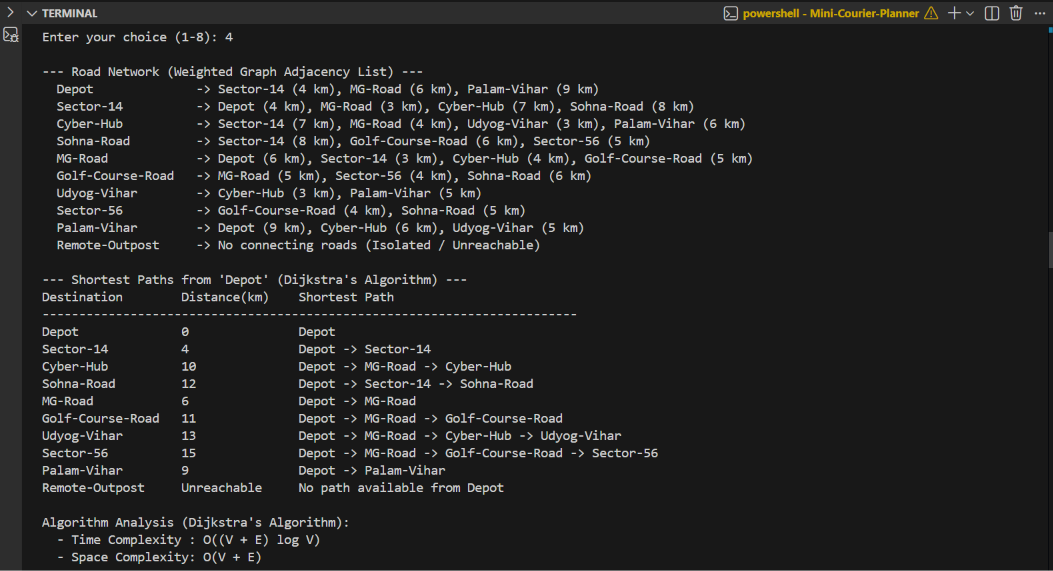 TERMINAL
powershell - Mini-Courier-Planner
Enter your choice (1-8): 4
--- Road Network (Weighted Graph Adjacency List) ---
Depot -> Sector-14 (4 km), MG-Road (6 km), Palam-Vihar (9 km)
Sector-14 -> Depot (4 km), MG-Road (3 km), Cyber-Hub (7 km), Sohna-Road (8 km)
Cyber-Hub -> Sector-14 (7 km), MG-Road (4 km), Udyog-Vihar (3 km), Palam-Vihar (6 km)
Sohna-Road -> Sector-14 (8 km), Golf-Course-Road (6 km), Sector-56 (5 km)
MG-Road -> Depot (6 km), Sector-14 (3 km), Cyber-Hub (4 km), Golf-Course-Road (5 km)
Golf-Course-Road -> MG-Road (5 km), Sector-56 (4 km), Sohna-Road (6 km)
Udyog-Vihar -> Cyber-Hub (3 km), Palam-Vihar (5 km)
Sector-56 -> Golf-Course-Road (4 km), Sohna-Road (5 km)
Palam-Vihar -> Depot (9 km), Cyber-Hub (6 km), Udyog-Vihar (5 km)
Remote-Outpost -> No connecting roads (Isolated / Unreachable)
--- Shortest Paths from 'Depot' (Dijkstra's Algorithm) ---
Destination Distance(km) Shortest Path
-------------------------------------------------------------------------
Depot 0 Depot
Sector-14 4 Depot -> Sector-14
Cyber-Hub 10 Depot -> MG-Road -> Cyber-Hub
Sohna-Road 12 Depot -> Sector-14 -> Sohna-Road
MG-Road 6 Depot -> MG-Road
Golf-Course-Road 11 Depot -> MG-Road -> Golf-Course-Road
Udyog-Vihar 13 Depot -> MG-Road -> Cyber-Hub -> Udyog-Vihar
Sector-56 15 Depot -> MG-Road -> Golf-Course-Road -> Sector-56
Palam-Vihar 9 Depot -> Palam-Vihar
Remote-Outpost Unreachable No path available from Depot
Algorithm Analysis (Dijkstra's Algorithm):
- Time Complexity : O((V + E) log V)
- Space Complexity: O(V + E)